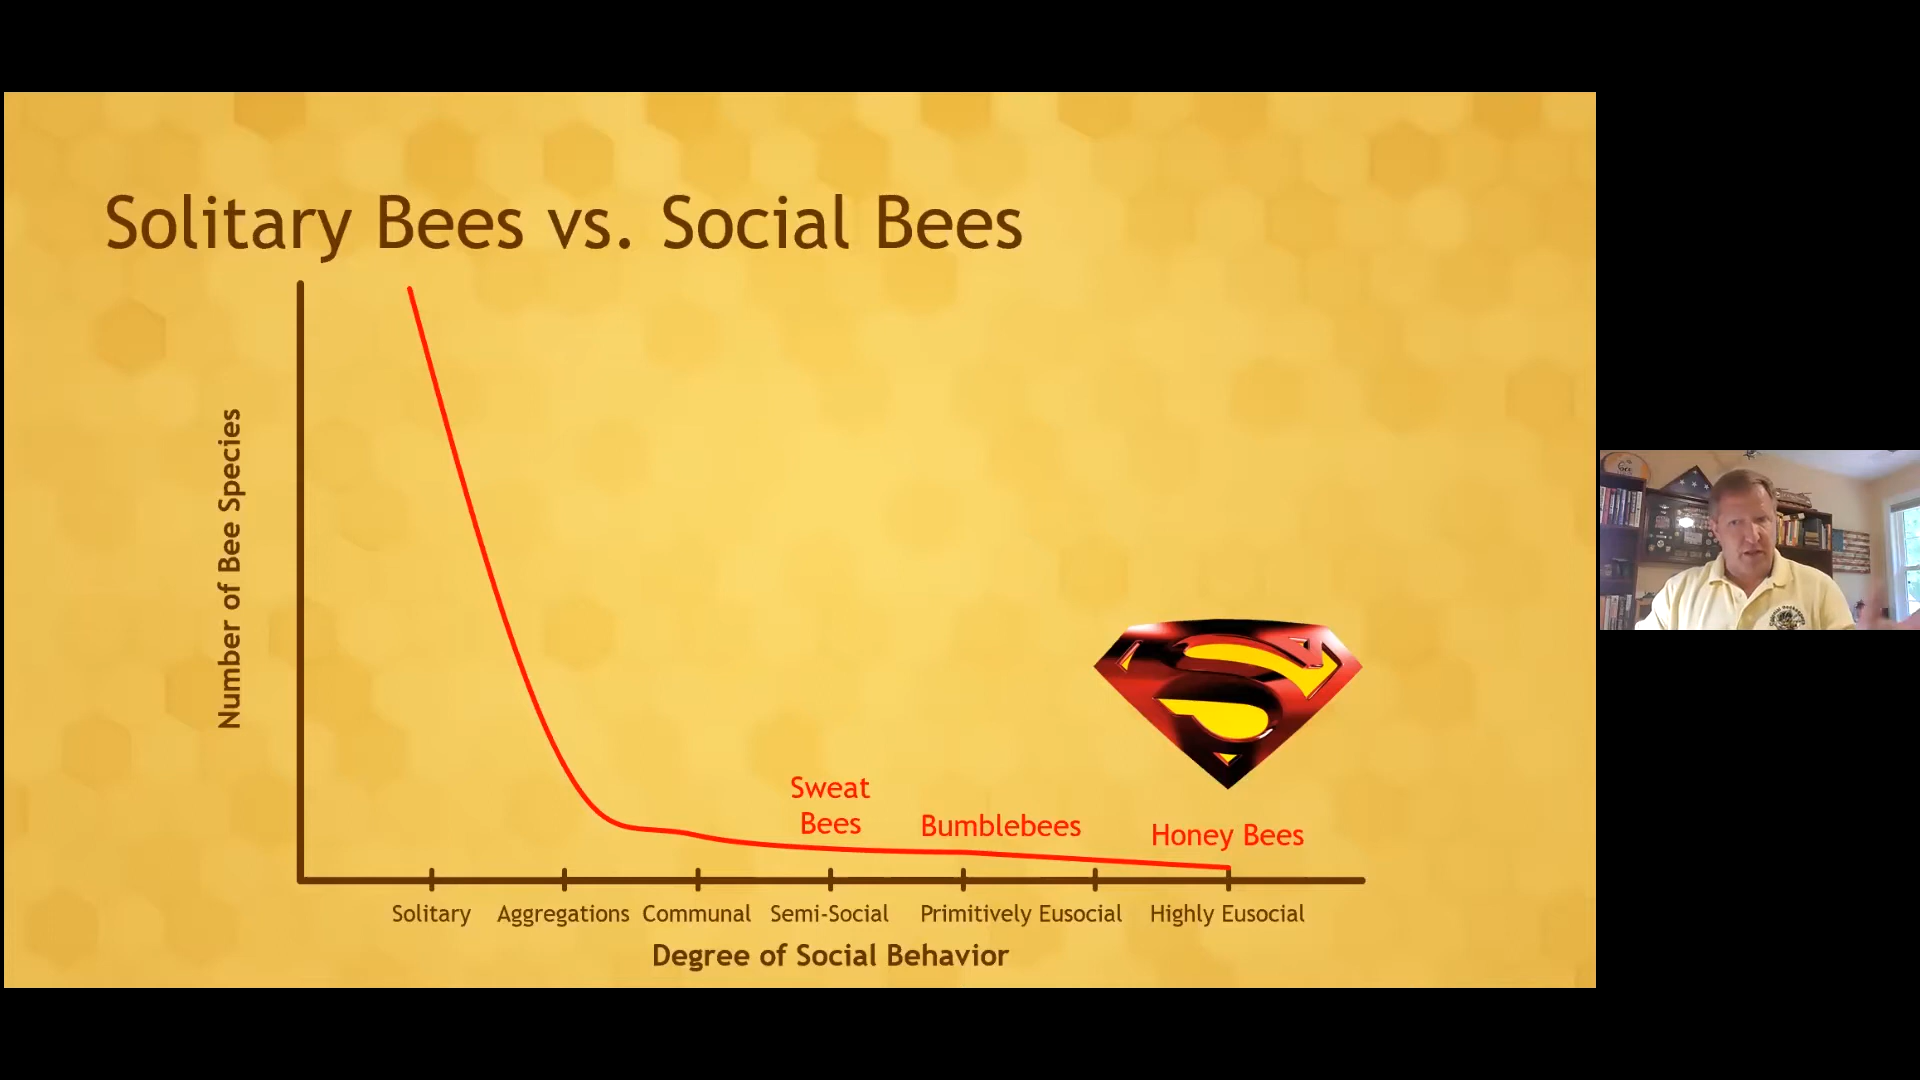 Solitary Bees vs. Social Bees
Number of Bee Species
Sweat
Bees
Bumblebees
Honey Bees
Solitary
Aggregations
Communal
Semi-Social
Primitively Eusocial
Highly Eusocial
Degree of Social Behavior